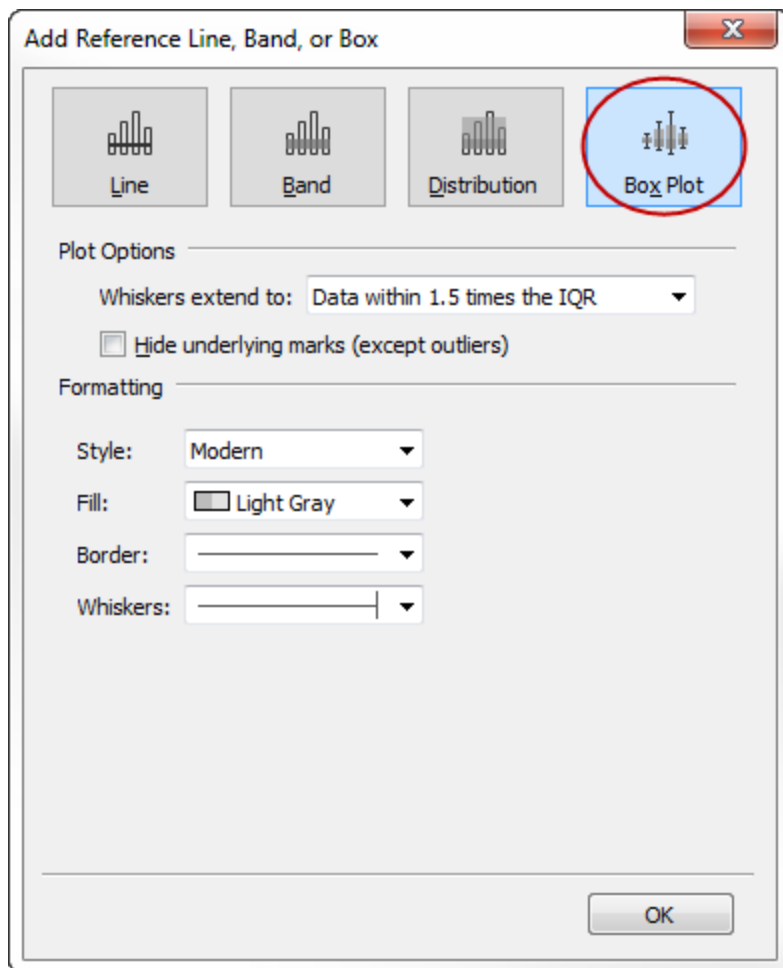 Add Reference Line, Band, or Box
Line Band Distribution Box Plot
Plot Options
Whiskers extend to: Data within 1.5 times the IQR
Hide underlying marks (except outliers)
Formatting
Style: Modern
Fill: Light Gray
Border:
Whiskers:
OK